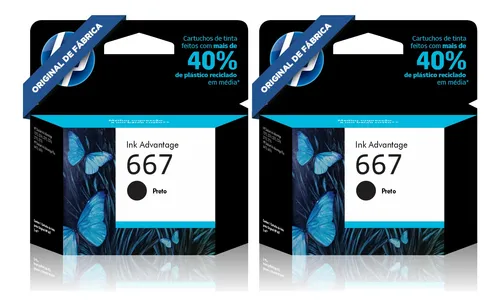 ORIGINAL DE FÁBRICA
Cartuchos de tinta
feitos com mais de
40%
de plástico reciclado
em média*
Ink Advantage
667
Preto
ORIGINAL DE FÁBRICA
Cartuchos de tinta
feitos com mais de
40%
de plástico reciclado
em média*
Ink Advantage
667
Preto